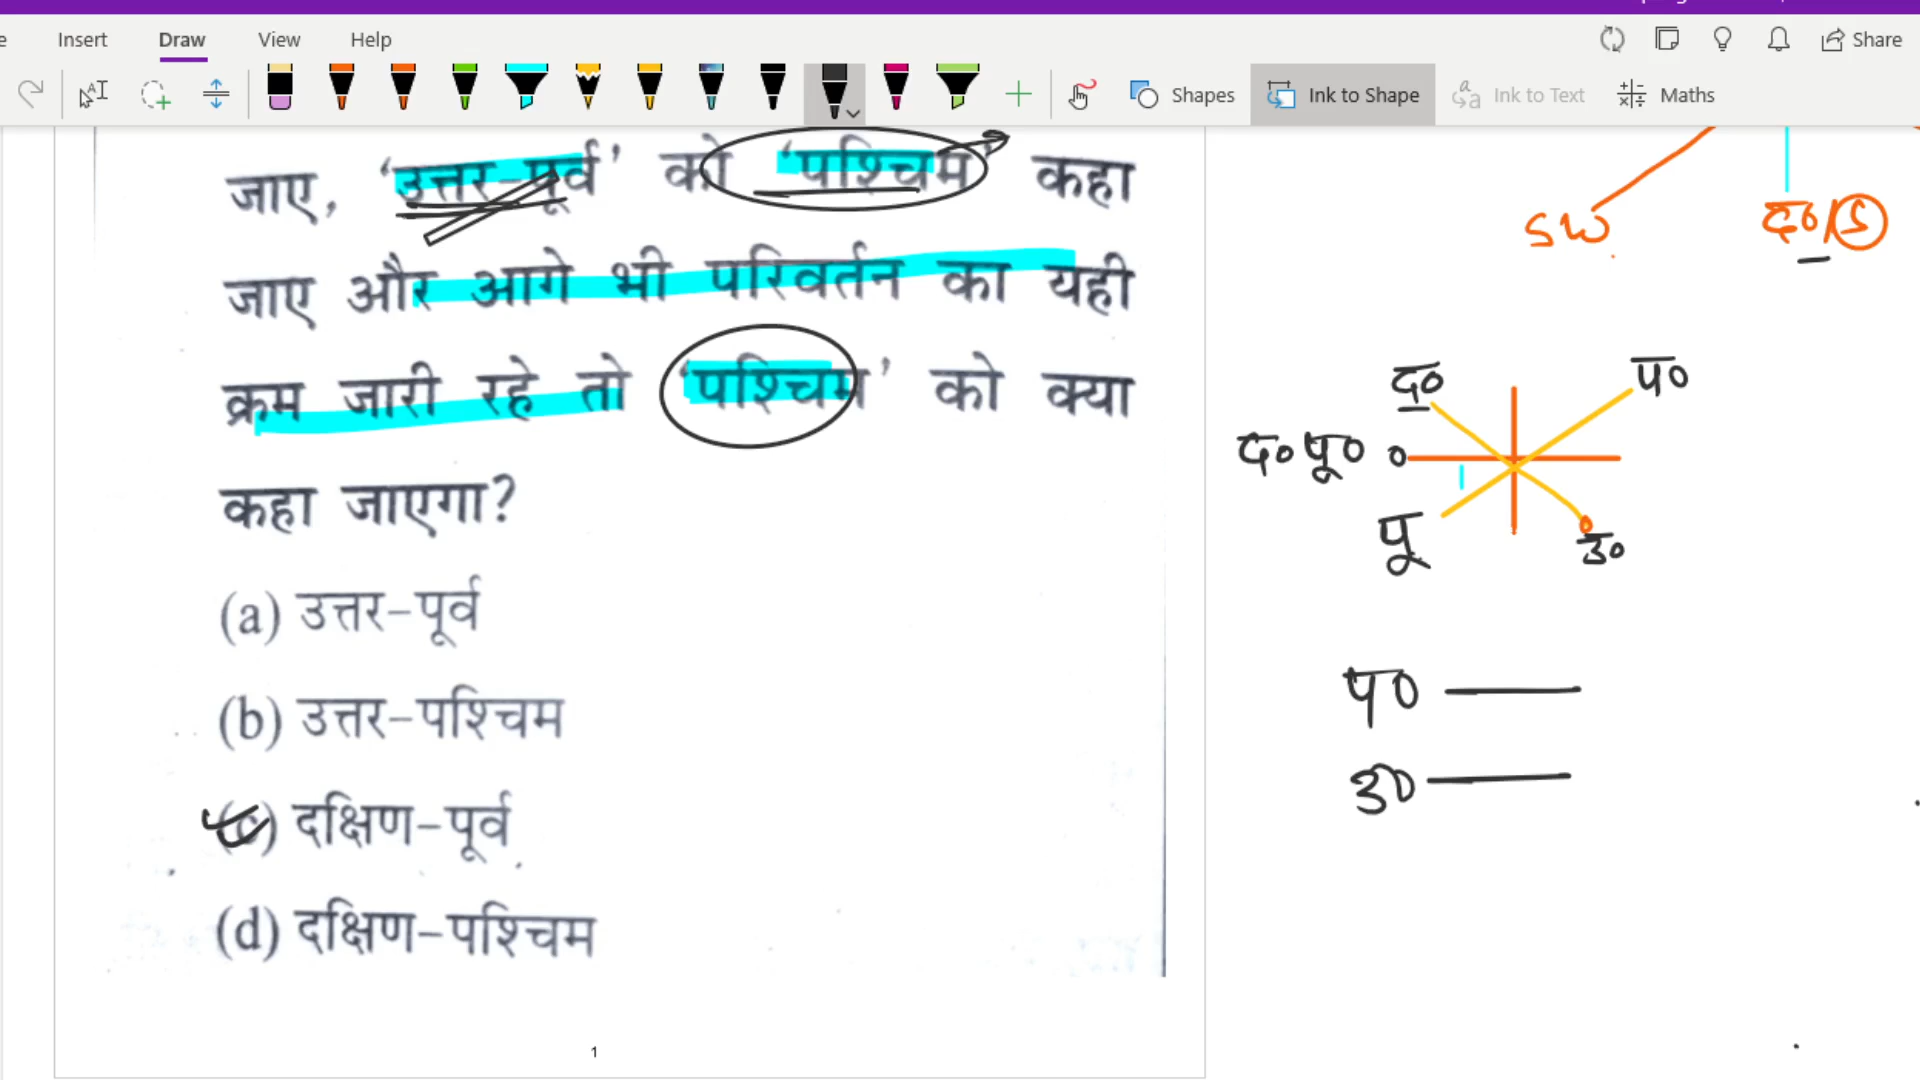 Insert Draw View Help Share
Shapes Ink to Shape Ink to Text Maths
जाए, ‘उत्तर-पूर्व’ को ‘पश्चिम’ कहा
जाए और आगे भी परिवर्तन का यही
क्रम जारी रहे तो ‘पश्चिम’ को क्या
कहा जाएगा?
(a) उत्तर-पूर्व
(b) उत्तर-पश्चिम
(c) दक्षिण-पूर्व
(d) दक्षिण-पश्चिम
1
SW द०/S
द० प०
द० पू०
पू उ०
प०
उ०